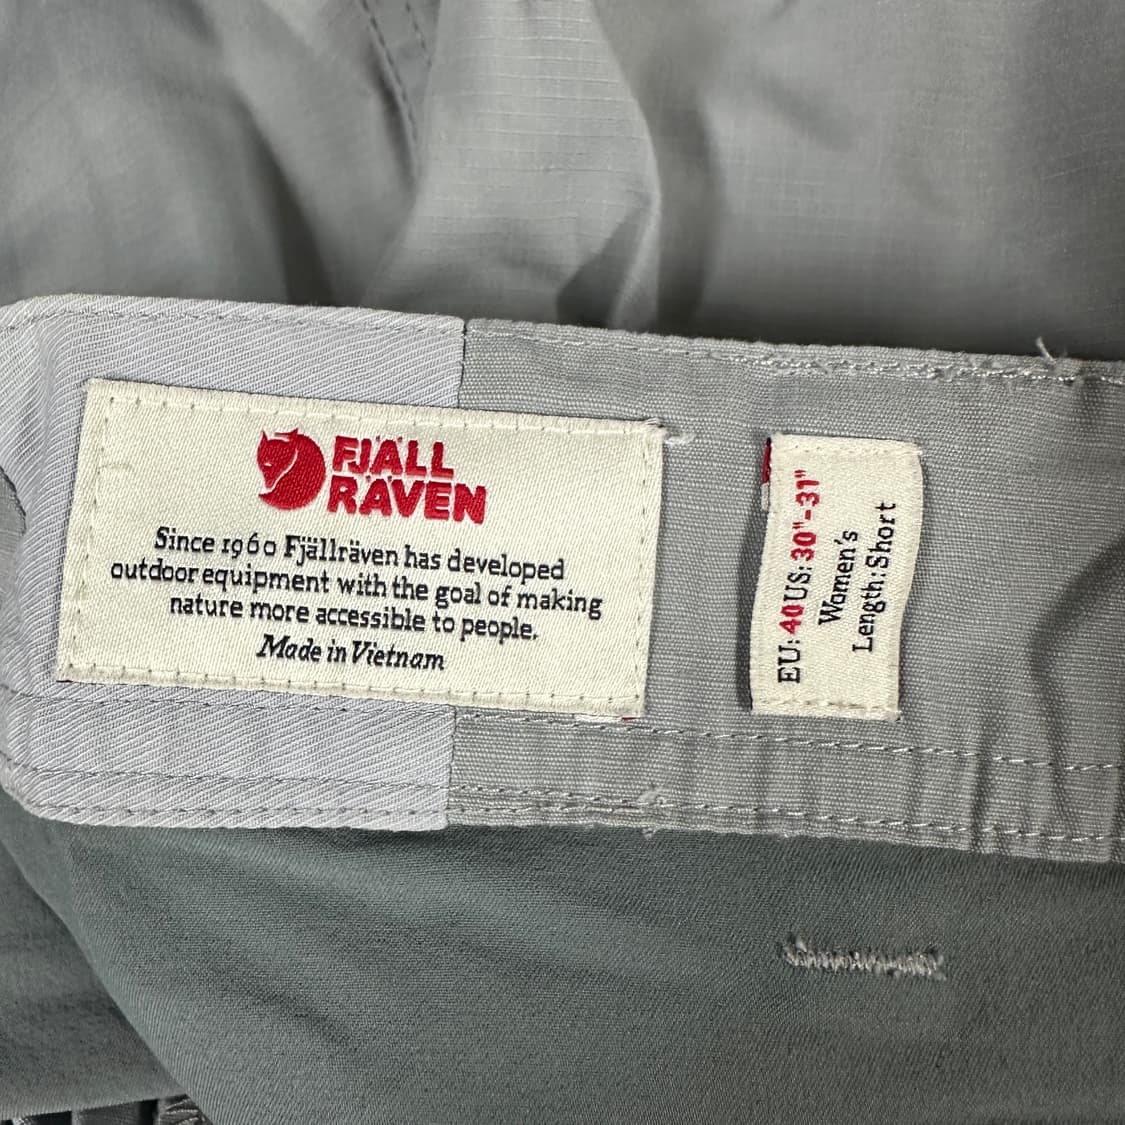 FJÄLL
RÄVEN
Since 1960 Fjällräven has developed
outdoor equipment with the goal of making
nature more accessible to people.
Made in Vietnam
EU: 40 US: 30"-31"
Women's
Length: Short